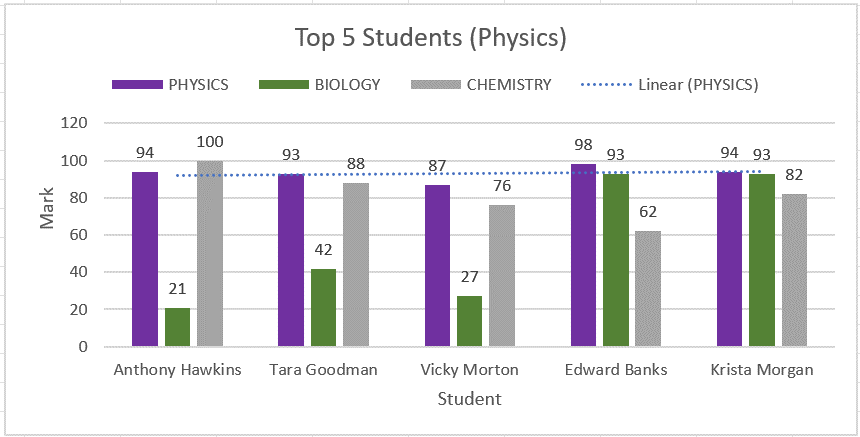 Top 5 Students (Physics)
PHYSICS BIOLOGY CHEMISTRY Linear (PHYSICS)
120
100
80
60
40
20
0
Mark
94 21 100
93 42 88
87 27 76
98 93 62
94 93 82
Anthony Hawkins Tara Goodman Vicky Morton Edward Banks Krista Morgan
Student